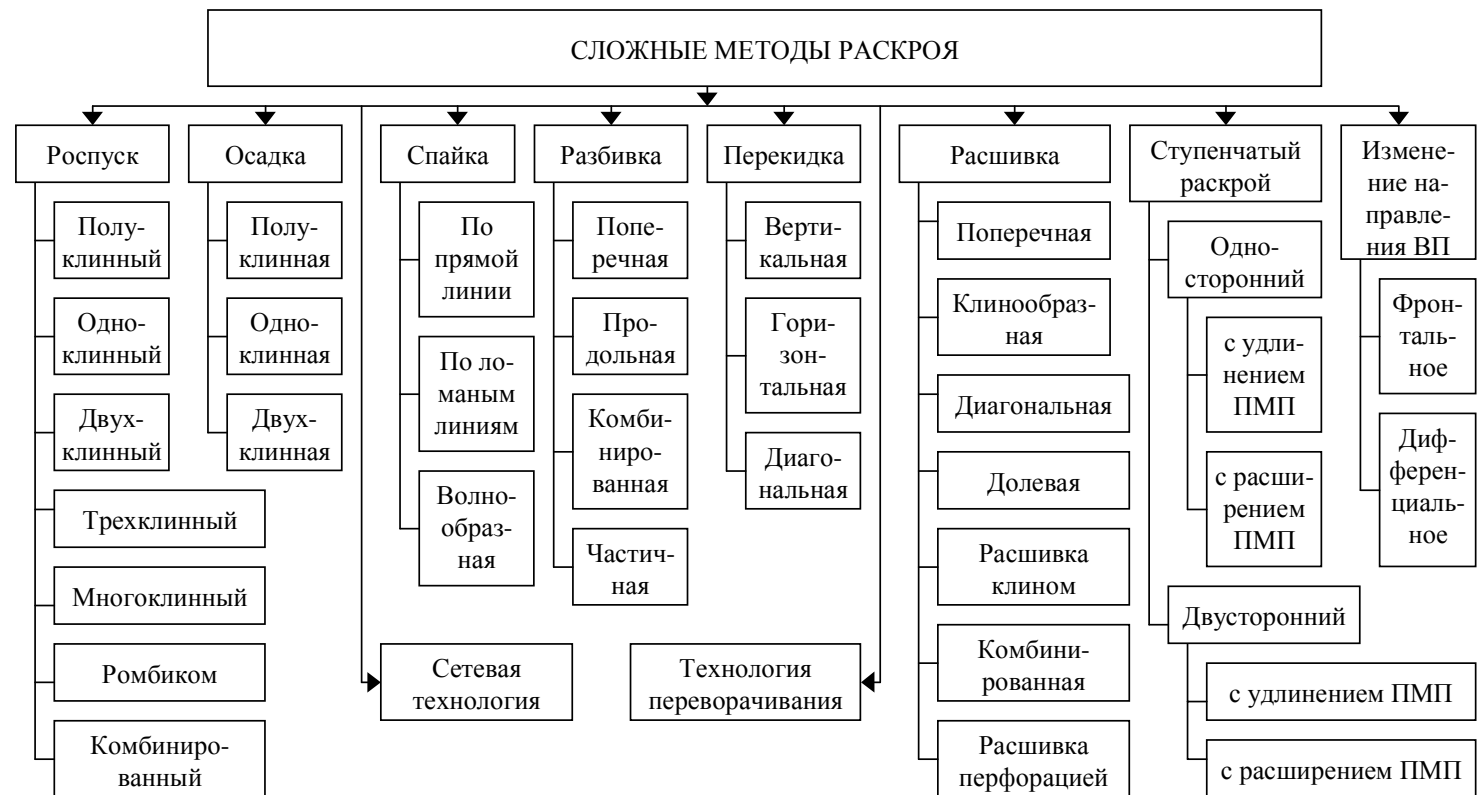 СЛОЖНЫЕ МЕТОДЫ РАСКРОЯ
Роспуск
Полу-
клинный
Одно-
клинный
Двух-
клинный
Трехклинный
Многоклинный
Ромбиком
Комбиниро-
ванный
Осадка
Полу-
клинная
Одно-
клинная
Двух-
клинная
Спайка
По
прямой
линии
По ло-
маным
линиям
Волно-
образ-
ная
Разбивка
Попе-
речная
Про-
дольная
Комби-
ниро-
ванная
Частич-
ная
Перекидка
Верти-
кальная
Гори-
зон-
тальная
Диаго-
нальная
Сетевая
технология
Технология
переворачивания
Расшивка
Поперечная
Клинообраз-
ная
Диагональная
Долевая
Расшивка
клином
Комбини-
рованная
Расшивка
перфорацией
Ступенчатый
раскрой
Одно-
сторонний
с удли-
нением
ПМП
с расши-
рением
ПМП
Двусторонний
с удлинением ПМП
с расширением ПМП
Измене-
ние на-
правле-
ния ВП
Фрон-
таль-
ное
Диф-
ферен-
циаль-
ное